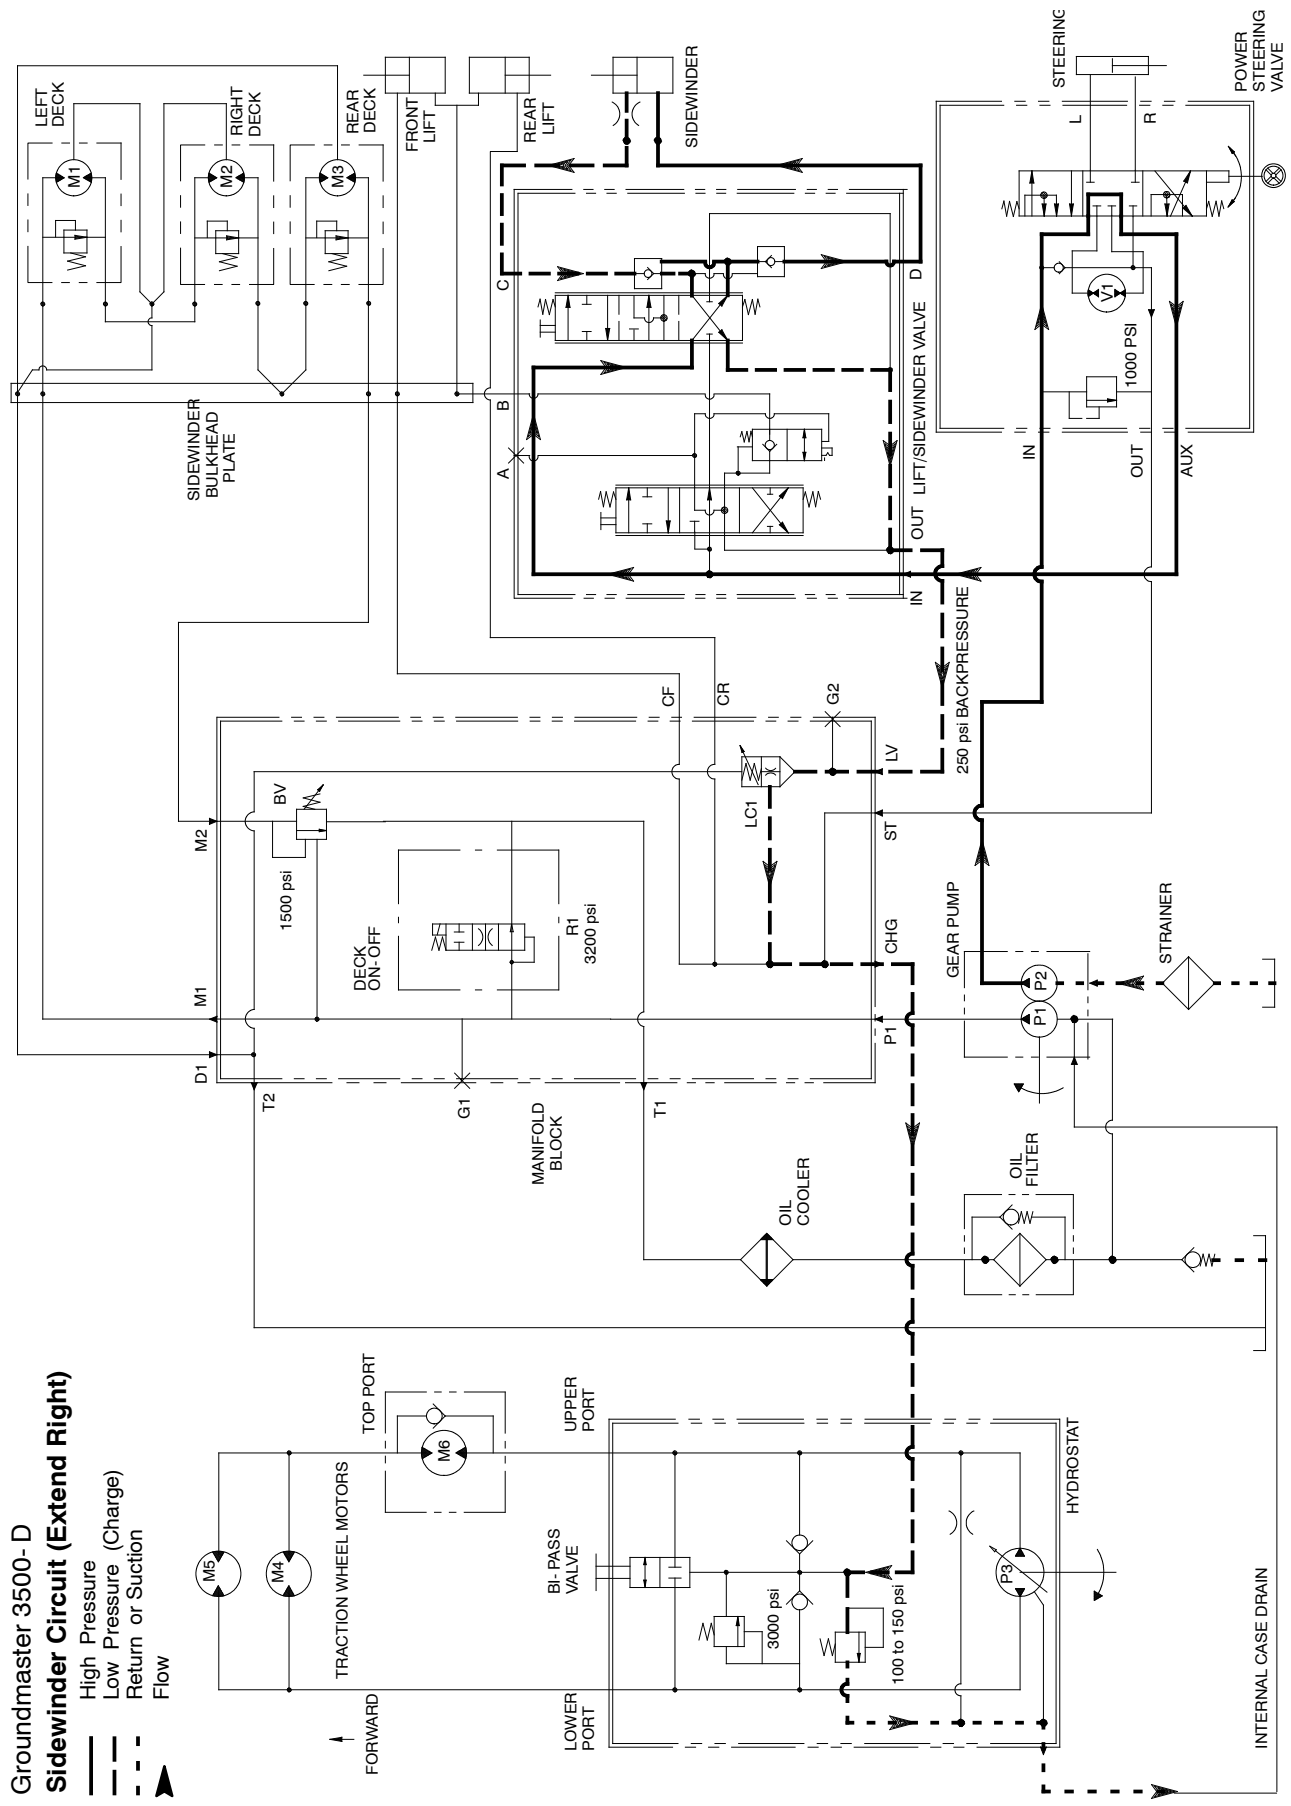 Groundmaster 3500- D
Sidewinder Circuit (Extend Right)
High Pressure
Low Pressure (Charge)
Return or Suction
Flow
FORWARD
M5
M4
TRACTION WHEEL MOTORS
TOP PORT
M6
LOWER
PORT
UPPER
PORT
BI- PASS
VALVE
3000 psi
100 to 150 psi
P3
HYDROSTAT
INTERNAL CASE DRAIN
OIL
COOLER
OIL
FILTER
MANIFOLD
BLOCK
D1
M1
M2
T2
G1
T1
BV
1500 psi
DECK
ON- OFF
R1
3200 psi
LC1
CF
CR
G2
LV
ST
CHG
P1
GEAR PUMP
P1
P2
STRAINER
250 psi BACKPRESSURE
LEFT
DECK
M1
RIGHT
DECK
M2
REAR
DECK
M3
SIDEWINDER
BULKHEAD
PLATE
FRONT
LIFT
REAR
LIFT
SIDEWINDER
A
B
C
D
IN
OUT
LIFT/SIDEWINDER VALVE
IN
OUT
AUX
1000 PSI
V1
L
R
STEERING
POWER
STEERING
VALVE